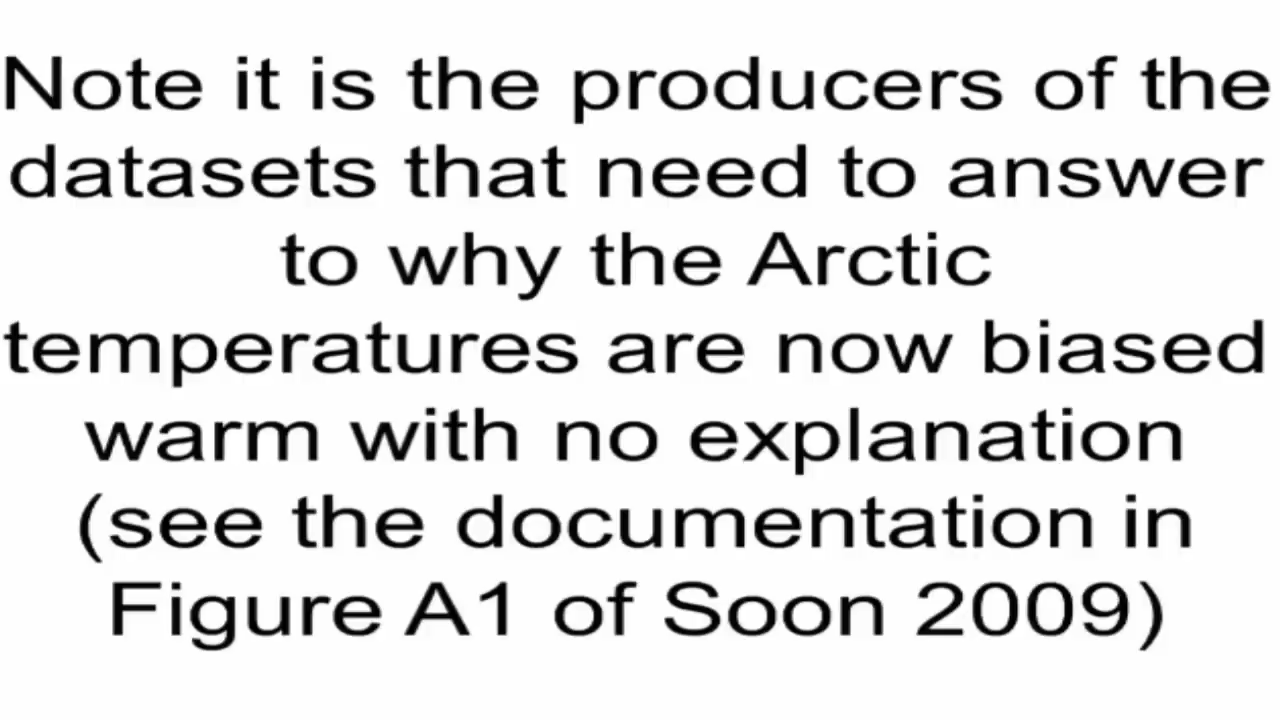 Note it is the producers of the
datasets that need to answer
to why the Arctic
temperatures are now biased
warm with no explanation
(see the documentation in
Figure A1 of Soon 2009)